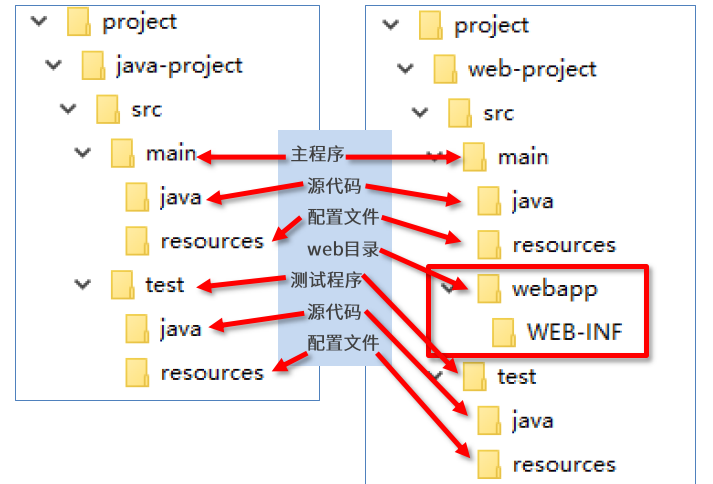 project
java-project
src
main
java
resources
test
java
resources
主程序
源代码
配置文件
web目录
测试程序
源代码
配置文件
project
web-project
src
main
java
resources
webapp
WEB-INF
test
java
resources